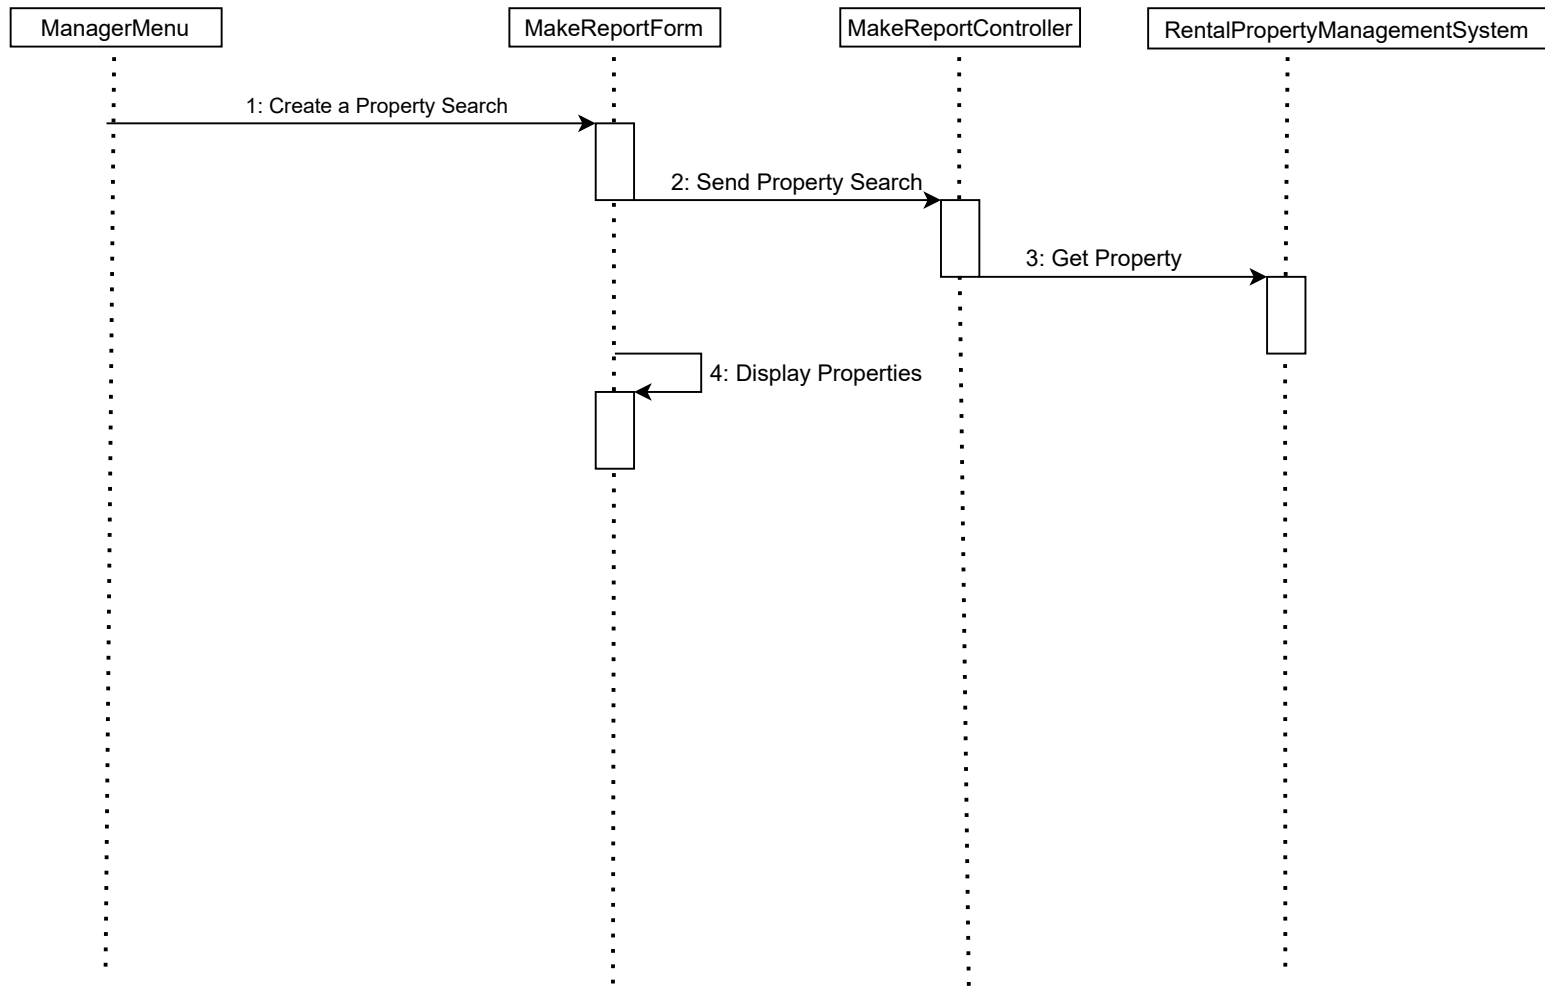 ManagerMenu
MakeReportForm
MakeReportController
RentalPropertyManagementSystem
1: Create a Property Search
2: Send Property Search
3: Get Property
4: Display Properties